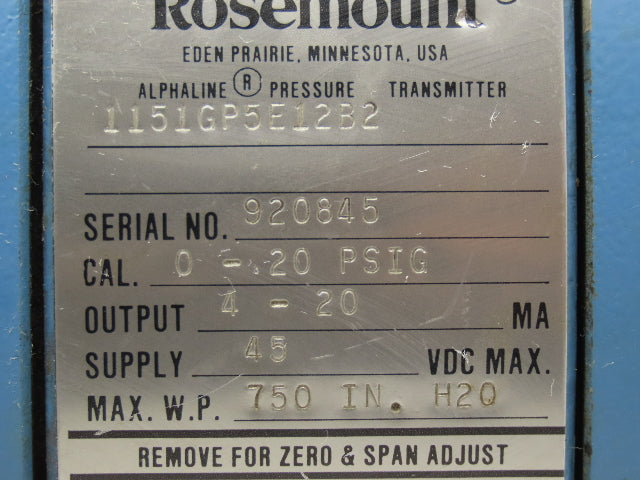 Rosemount®
EDEN PRAIRIE, MINNESOTA, USA
ALPHALINE® PRESSURE TRANSMITTER
1151GP5E12B2
SERIAL NO. 920845
CAL. 0 - 20 PSIG
OUTPUT 4 - 20 MA
SUPPLY 45 VDC MAX.
MAX. W.P. 750 IN. H2O
REMOVE FOR ZERO & SPAN ADJUST